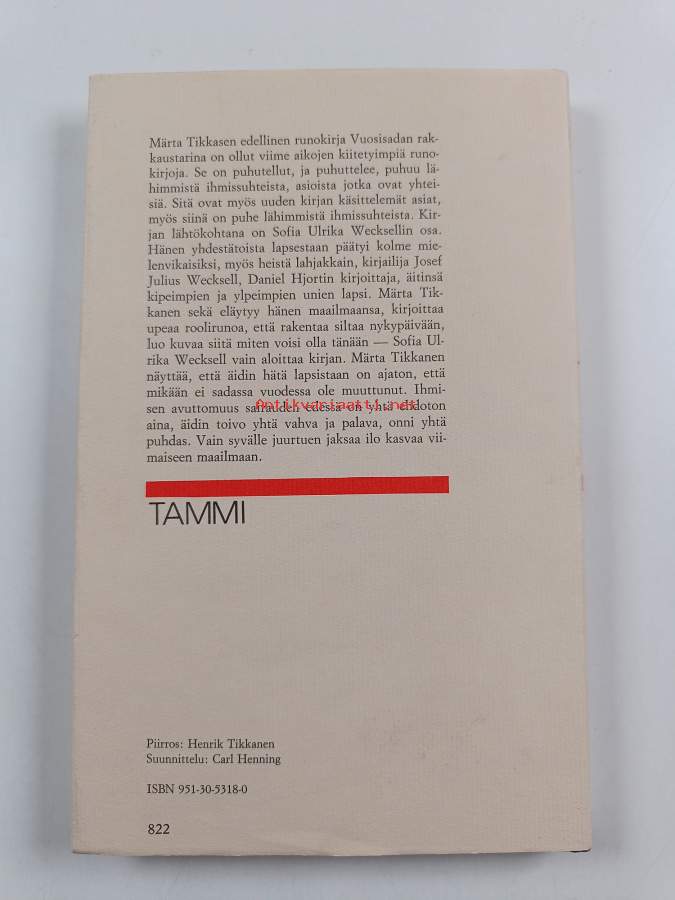 Märta Tikkasen edellinen runokirja Vuosisadan rak-
kaustarina on ollut viime aikojen kiitetyimpiä runo-
kirjoja. Se on puhutellut, ja puhuttelee, puhuu lä-
himmistä ihmissuhteista, asioista jotka ovat yhtei-
siä. Sitä ovat myös uuden kirjan käsittelemät asiat,
myös siinä on puhe lähimmistä ihmissuhteista. Kir-
jan lähtökohtana on Sofia Ulrika Wecksellin osa.
Hänen yhdestätoista lapsestaan päätyi kolme mie-
lenvikaisiksi, myös heistä lahjakkain, kirjailija Josef
Julius Wecksell, Daniel Hjortin kirjoittaja, äitinsä
kipeimpien ja ylpeimpien unien lapsi. Märta Tik-
kanen sekä eläytyy hänen maailmaansa, kirjoittaa
upeaa roolirunoa, että rakentaa siltaa nykypäivään,
luo kuvaa siitä miten voisi olla tänään — Sofia Ul-
rika Wecksell vain aloittaa kirjan. Märta Tikkanen
näyttää, että äidin hätä lapsistaan on ajaton, että
mikään ei sadassa vuodessa ole muuttunut. Ihmi-
sen avuttomuus sairauden edessä on yhtä ehdoton
Antikvariaatti.net
aina, äidin toivo yhtä vahva ja palava, onni yhtä
puhdas. Vain syvälle juurtuen jaksaa ilo kasvaa vii-
maiseen maailmaan.
TAMMI
Piirros: Henrik Tikkanen
Suunnittelu: Carl Henning
ISBN 951-30-5318-0
822